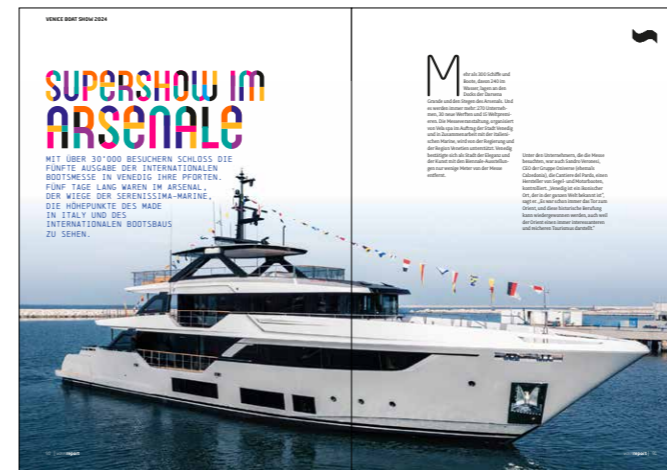 VENICE BOAT SHOW 2024
SUPERSHOW IM
ARSENALE
MIT ÜBER 30'000 BESUCHERN SCHLOSS DIE
FÜNFTE AUSGABE DER INTERNATIONALEN
BOOTSMESSE IN VENEDIG IHRE PFORTEN.
FÜNF TAGE LANG WAREN IM ARSENAL,
DER WIEGE DER SERENISSIMA-MARINE,
DIE HÖHEPUNKTE DES MADE
IN ITALY UND DES
INTERNATIONALEN BOOTSBAUS
ZU SEHEN.
Mehr als 300 Schiffe und
Boote, davon 240 im
Wasser, lagen an den
Docks der Darsena
Grande und den Stegen des Arsenals. Und
es werden immer mehr: 270 Unterneh-
men, 30 neue Werften und 15 Weltpremi-
eren. Die Messeveranstaltung, organisiert
von Vela spa im Auftrag der Stadt Venedig
und in Zusammenarbeit mit der italieni-
schen Marine, wird von der Regierung und
der Region Venetien unterstützt. Venedig
bestätigte sich als Stadt der Eleganz und
der Kunst mit den Biennale-Ausstellun-
gen nur wenige Meter von der Messe
entfernt.
Unter den Unternehmern, die die Messe
besuchten, war auch Sandro Veronesi,
CEO der Gruppe Oniverse (ehemals
Calzedonia), die Cantiere del Pardo, einen
Hersteller von Segel- und Motorbooten,
kontrolliert. „Venedig ist ein ikonischer
Ort, der in der ganzen Welt bekannt ist“,
sagt er. „Es war schon immer das Tor zum
Orient, und diese historische Berufung
kann wiedergewonnen werden, auch weil
der Orient einen immer interessanteren
und reicheren Tourismus darstellt.“